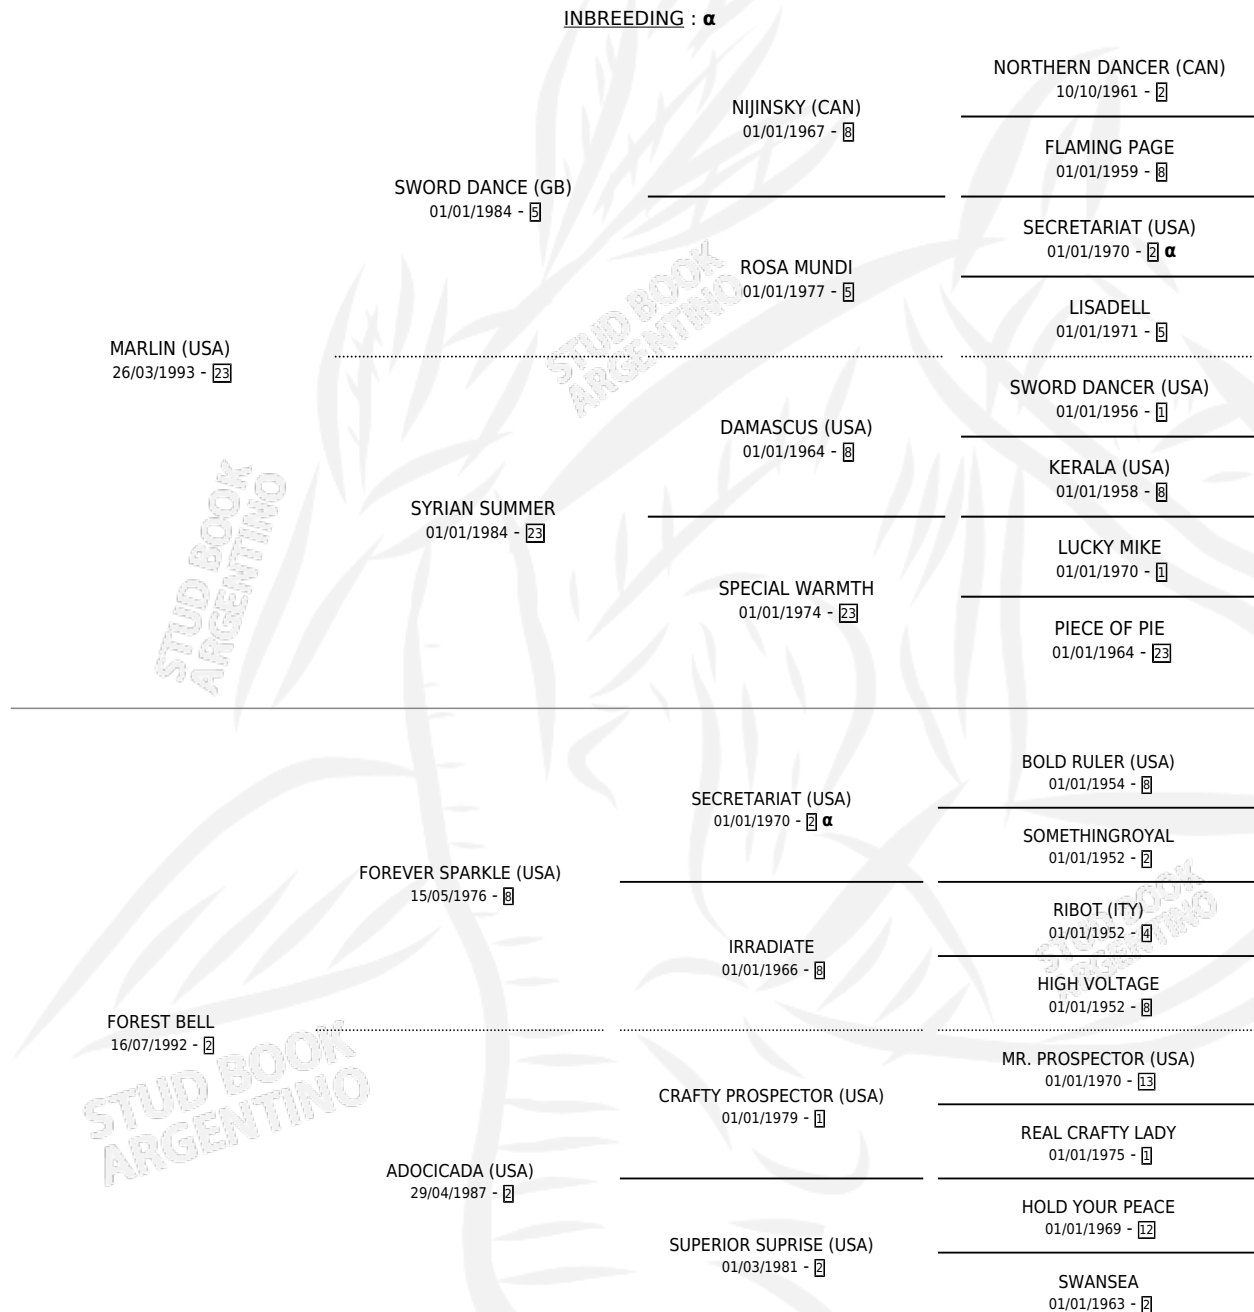 INBREEDING : α
NORTHERN DANCER (CAN)
10/10/1961 - 2
NIJINSKY (CAN)
01/01/1967 - 8
FLAMING PAGE
01/01/1959 - 8
SWORD DANCE (GB)
01/01/1984 - 5
SECRETARIAT (USA)
01/01/1970 - 2 α
ROSA MUNDI
01/01/1977 - 5
LISADELL
01/01/1971 - 5
MARLIN (USA)
26/03/1993 - 23
SWORD DANCER (USA)
01/01/1956 - 1
DAMASCUS (USA)
01/01/1964 - 8
KERALA (USA)
01/01/1958 - 8
SYRIAN SUMMER
01/01/1984 - 23
LUCKY MIKE
01/01/1970 - 1
SPECIAL WARMTH
01/01/1974 - 23
PIECE OF PIE
01/01/1964 - 23
BOLD RULER (USA)
01/01/1954 - 8
SECRETARIAT (USA)
01/01/1970 - 2 α
SOMETHINGROYAL
01/01/1952 - 2
FOREVER SPARKLE (USA)
15/05/1976 - 8
RIBOT (ITY)
01/01/1952 - 4
IRRADIATE
01/01/1966 - 8
HIGH VOLTAGE
01/01/1952 - 8
FOREST BELL
16/07/1992 - 2
MR. PROSPECTOR (USA)
01/01/1970 - 13
CRAFTY PROSPECTOR (USA)
01/01/1979 - 1
REAL CRAFTY LADY
01/01/1975 - 1
ADOCICADA (USA)
29/04/1987 - 2
HOLD YOUR PEACE
01/01/1969 - 12
SUPERIOR SUPRISE (USA)
01/03/1981 - 2
SWANSEA
01/01/1963 - 2
STUD BOOK
ARGENTINO
STUD BOOK
ARGENTINO
STUD BOOK
ARGENTINO
STUD BOOK
ARGENTINO